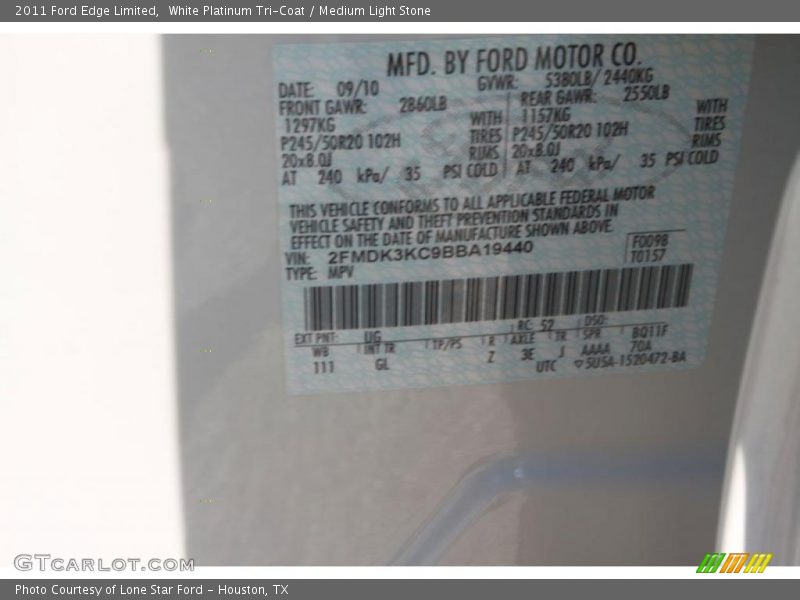 2011 Ford Edge Limited, White Platinum Tri-Coat / Medium Light Stone
MFD. BY FORD MOTOR CO.
DATE: 09/10 GVWR: 5380LB/ 2440KG
FRONT GAWR: 2860LB REAR GAWR: 2550LB
1297KG WITH 1157KG WITH
P245/50R20 102H TIRES P245/50R20 102H TIRES
20x8.0J RIMS 20x8.0J RIMS
AT 240 kPa/ 35 PSI COLD AT 240 kPa/ 35 PSI COLD
THIS VEHICLE CONFORMS TO ALL APPLICABLE FEDERAL MOTOR
VEHICLE SAFETY AND THEFT PREVENTION STANDARDS IN
EFFECT ON THE DATE OF MANUFACTURE SHOWN ABOVE.
VIN: 2FMDK3KC9BBA19440 F0098
TYPE: MPV T0157
EXT PNT: UG RC: 52 DSO:
WB INT TR TP/PS R AXLE TR SPR BQ11F
111 GL Z 3E J AAAA 70A
UTC ▽5U5A-1520472-BA
GTCARLOT.COM
Photo Courtesy of Lone Star Ford - Houston, TX